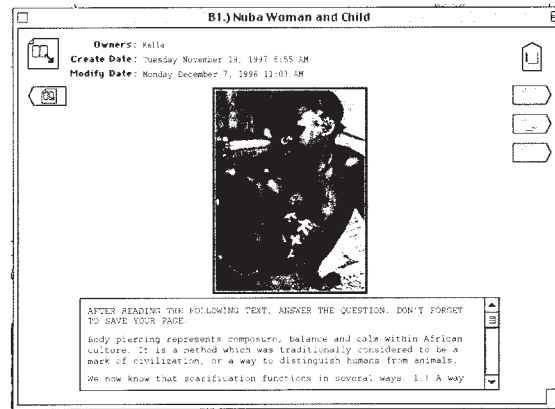 B1.) Nuba Woman and Child
Owners: Kella
Create Date: Tuesday November 18, 1997 6:55 AM
Modify Date: Monday December 7, 1998 11:03 AM
AFTER READING THE FOLLOWING TEXT, ANSWER THE QUESTION. DON'T FORGET
TO SAVE YOUR PAGE.
Body piercing represents composure, balance and calm within African
culture. It is a method which was traditionally considered to be a
mark of civilization, or a way to distinguish humans from animals.
We now know that scarification functions in several ways. 1.) A way